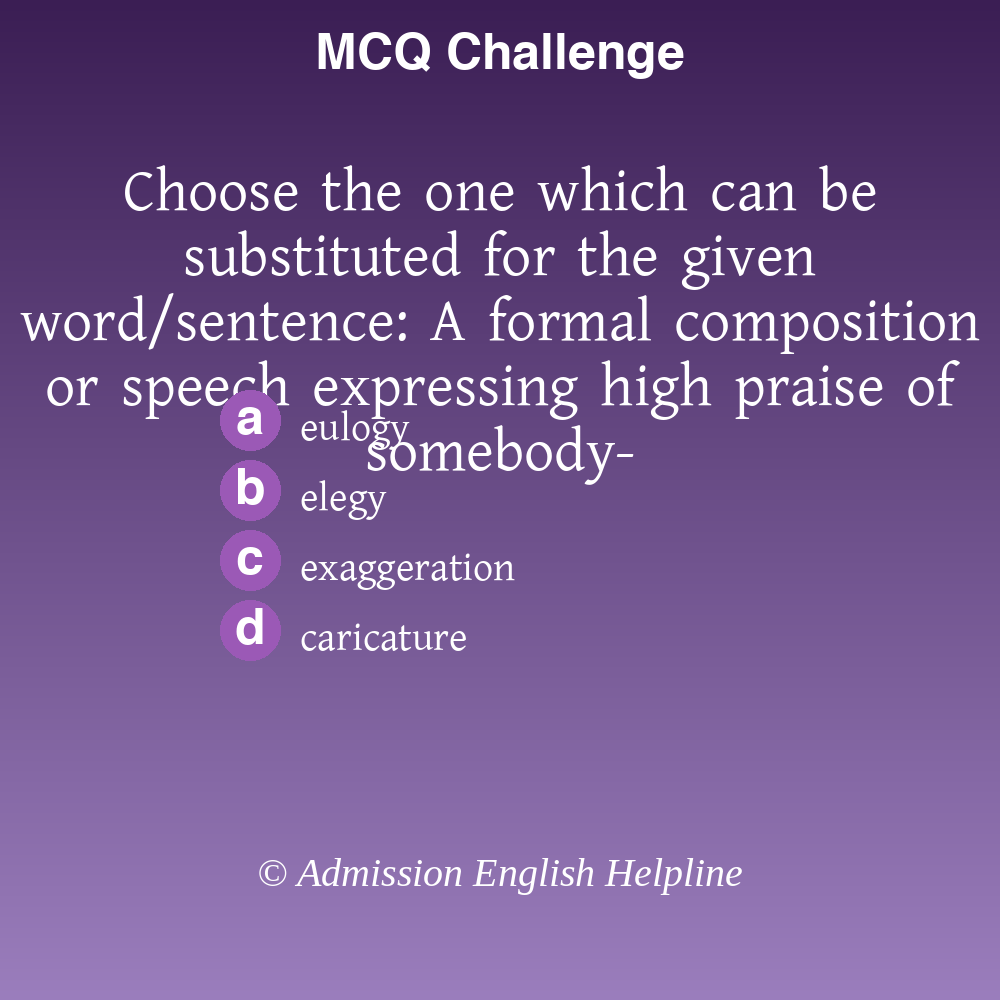 MCQ Challenge
Choose the one which can be
substituted for the given
word/sentence: A formal composition
or speech expressing high praise of
somebody-
a eulogy
b elegy
c exaggeration
d caricature
© Admission English Helpline